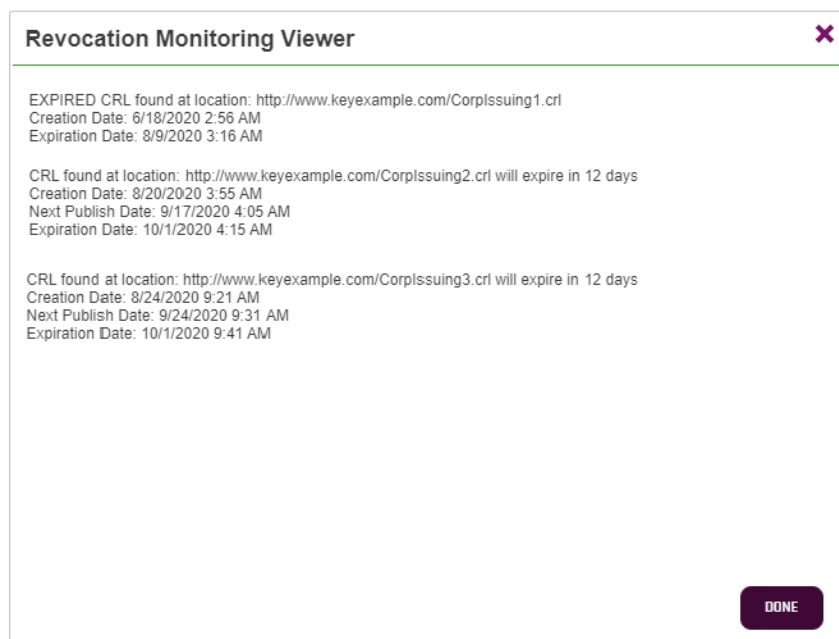 Revocation Monitoring Viewer
EXPIRED CRL found at location: http://www.keyexample.com/CorpIssuing1.crl
Creation Date: 6/18/2020 2:56 AM
Expiration Date: 8/9/2020 3:16 AM
CRL found at location: http://www.keyexample.com/CorpIssuing2.crl will expire in 12 days
Creation Date: 8/20/2020 3:55 AM
Next Publish Date: 9/17/2020 4:05 AM
Expiration Date: 10/1/2020 4:15 AM
CRL found at location: http://www.keyexample.com/CorpIssuing3.crl will expire in 12 days
Creation Date: 8/24/2020 9:21 AM
Next Publish Date: 9/24/2020 9:31 AM
Expiration Date: 10/1/2020 9:41 AM
DONE